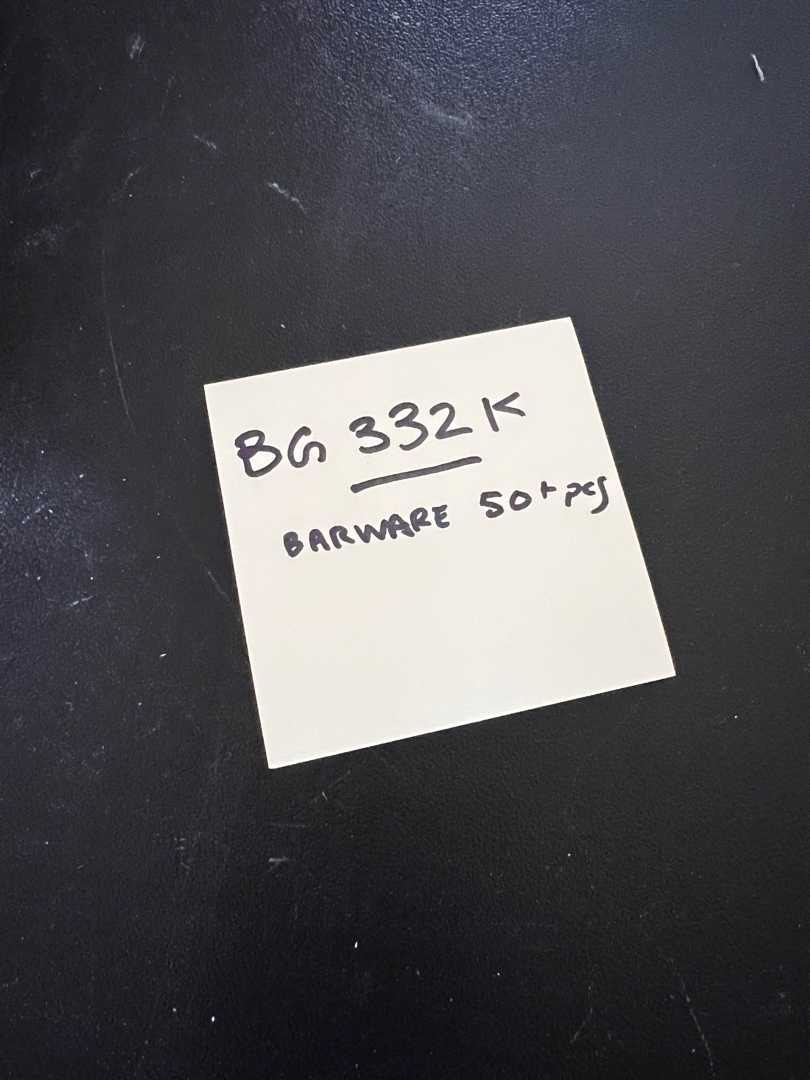 BG 332K
BARWARE 50+ pcs